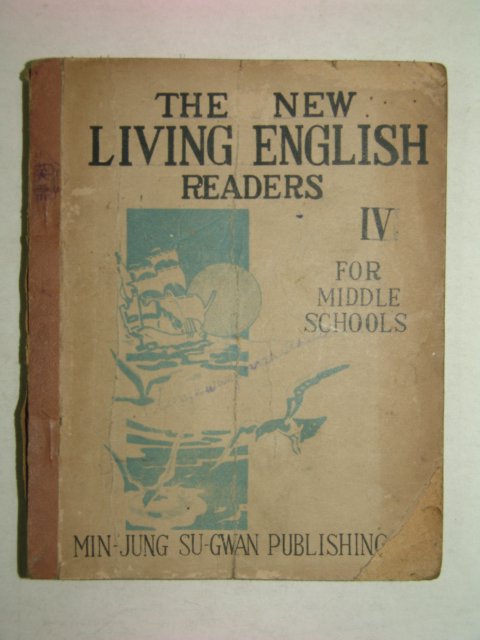 THE NEW
LIVING ENGLISH
READERS
IV
FOR
MIDDLE
SCHOOLS
MIN-JUNG SU-GWAN PUBLISHING